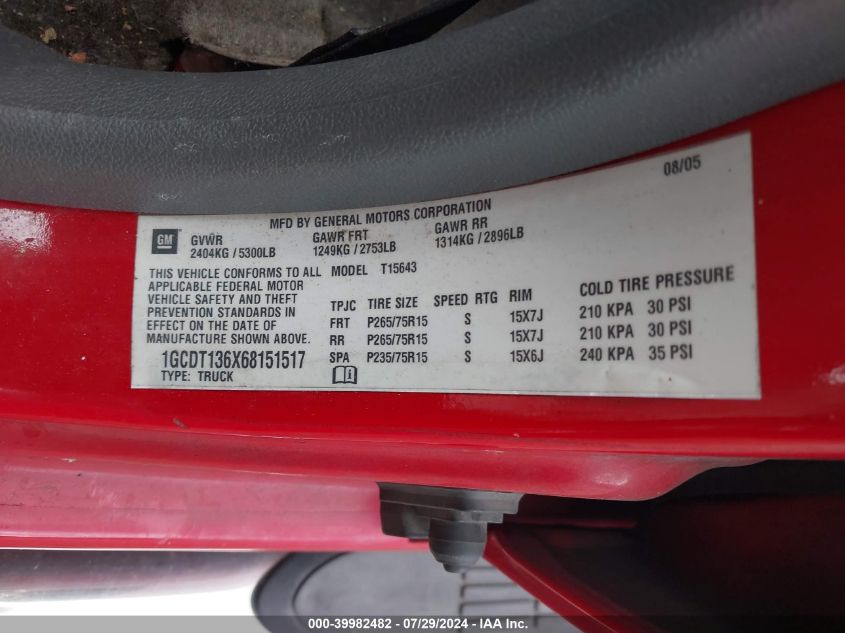 08/05
MFD BY GENERAL MOTORS CORPORATION
GM GVWR GAWR FRT GAWR RR
2404KG / 5300LB 1249KG / 2753LB 1314KG / 2896LB
THIS VEHICLE CONFORMS TO ALL MODEL T15643
APPLICABLE FEDERAL MOTOR
VEHICLE SAFETY AND THEFT
PREVENTION STANDARDS IN
EFFECT ON THE DATE OF
MANUFACTURE SHOWN ABOVE.
TPJC TIRE SIZE SPEED RTG RIM COLD TIRE PRESSURE
FRT P265/75R15 S 15X7J 210 KPA 30 PSI
RR P265/75R15 S 15X7J 210 KPA 30 PSI
SPA P235/75R15 S 15X6J 240 KPA 35 PSI
1GCDT136X68151517
TYPE: TRUCK
000-39982482 - 07/29/2024 - IAA Inc.